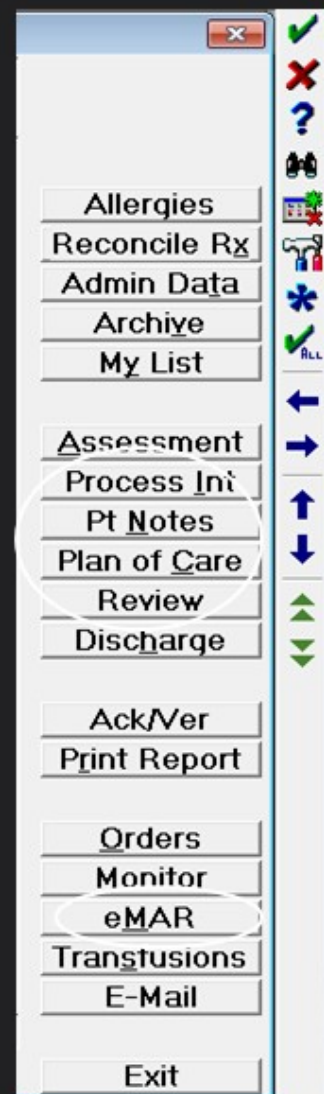 Allergies
Reconcile Rx
Admin Data
Archive
My List
Assessment
Process Int
Pt Notes
Plan of Care
Review
Discharge
Ack/Ver
Print Report
Orders
Monitor
eMAR
Transfusions
E-Mail
Exit
?
ALL